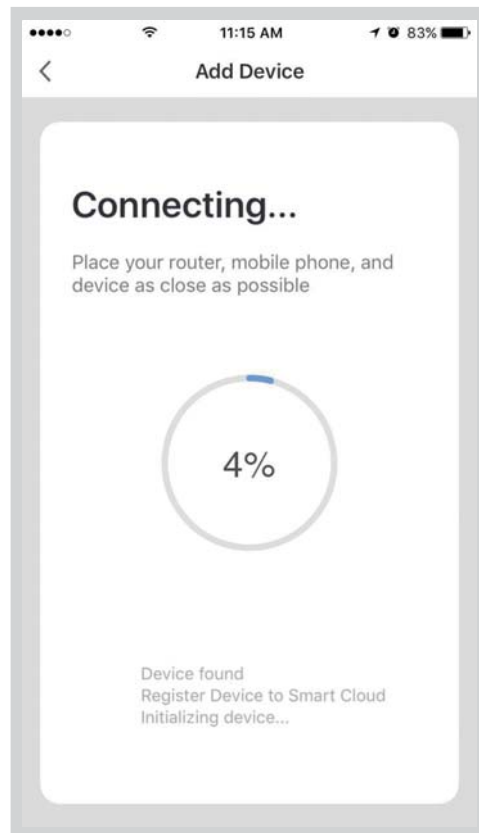 11:15 AM 83%
Add Device
Connecting...
Place your router, mobile phone, and
device as close as possible
4%
Device found
Register Device to Smart Cloud
Initializing device...